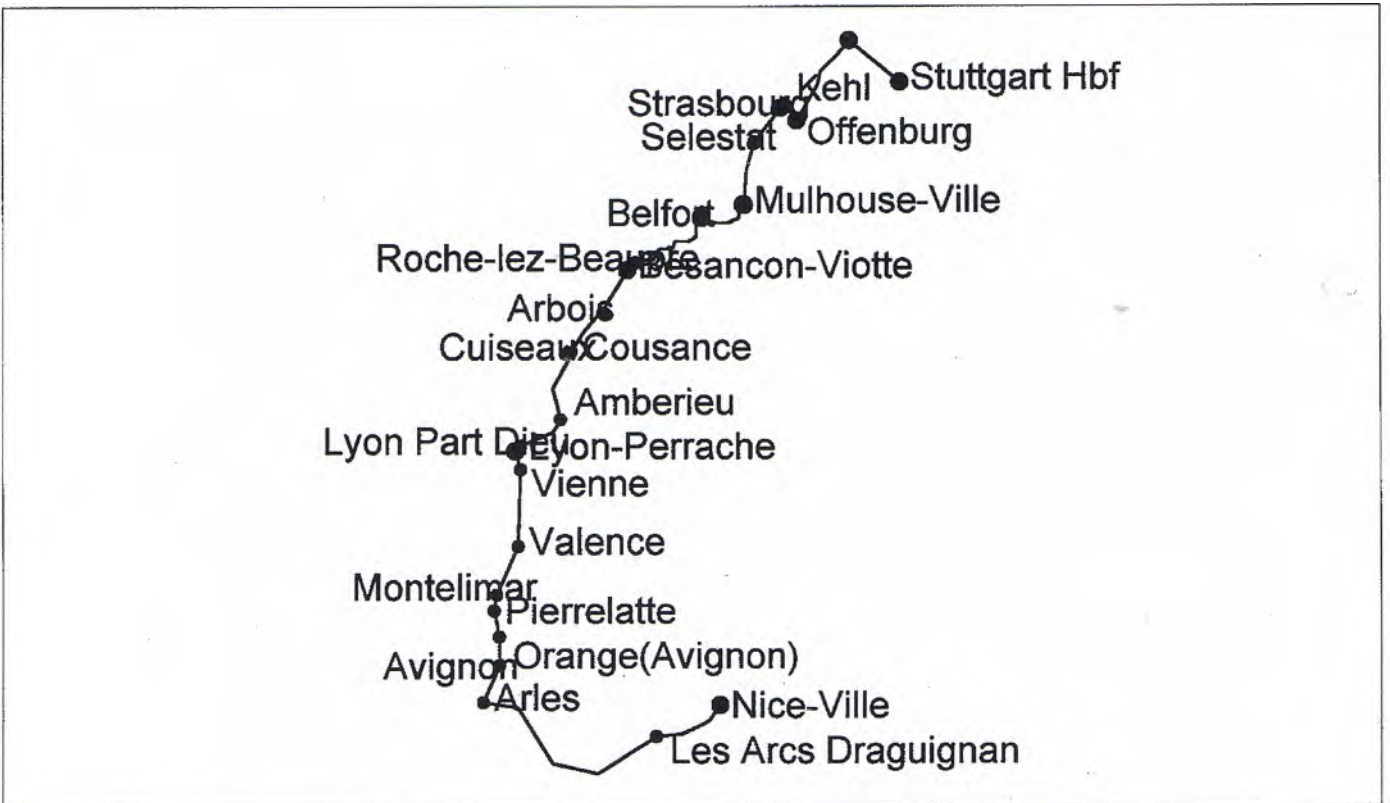 Stuttgart Hbf
Kehl
Strasbourg
Offenburg
Selestat
Mulhouse-Ville
Belfort
Roche-lez-Beaupre
Besancon-Viotte
Arbois
Cuiseaux
Cousance
Amberieu
Lyon Part Dieu
Lyon-Perrache
Vienne
Valence
Montelimar
Pierrelatte
Orange(Avignon)
Avignon
Arles
Nice-Ville
Les Arcs Draguignan